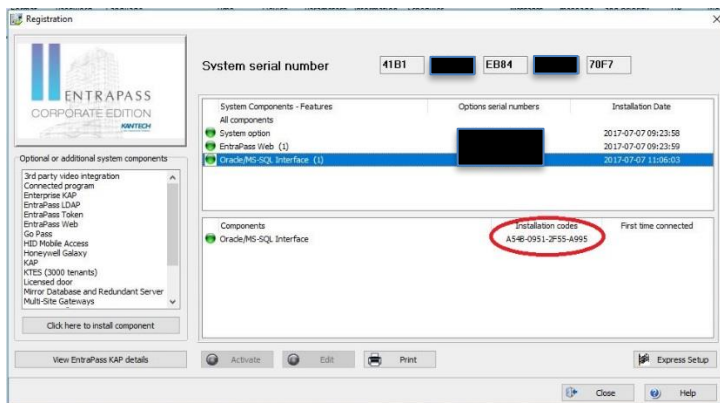 Registration
System serial number 41B1 EB84 70F7
ENTRAPASS
CORPORATE EDITION
KANTECH
System Components - Features Options serial numbers Installation Date
All components
System option 2017-07-07 09:23:58
EntraPass Web (1) 2017-07-07 09:23:59
Oracle/MS-SQL Interface (1) 2017-07-07 11:06:03
Optional or additional system components
3rd party video integration
Connected program
Enterprise KAP
EntraPass LDAP
EntraPass Token
EntraPass Web
Go Pass
HID Mobile Access
Honeywell Galaxy
KAP
KTES (3000 tenants)
Licensed door
Mirror Database and Redundant Server
Multi-Site Gateways
Components Installation codes First time connected
Oracle/MS-SQL Interface A54B-0951-2F55-A995
Click here to install component
View EntraPass KAP details
Activate Edit Print Express Setup
Close Help